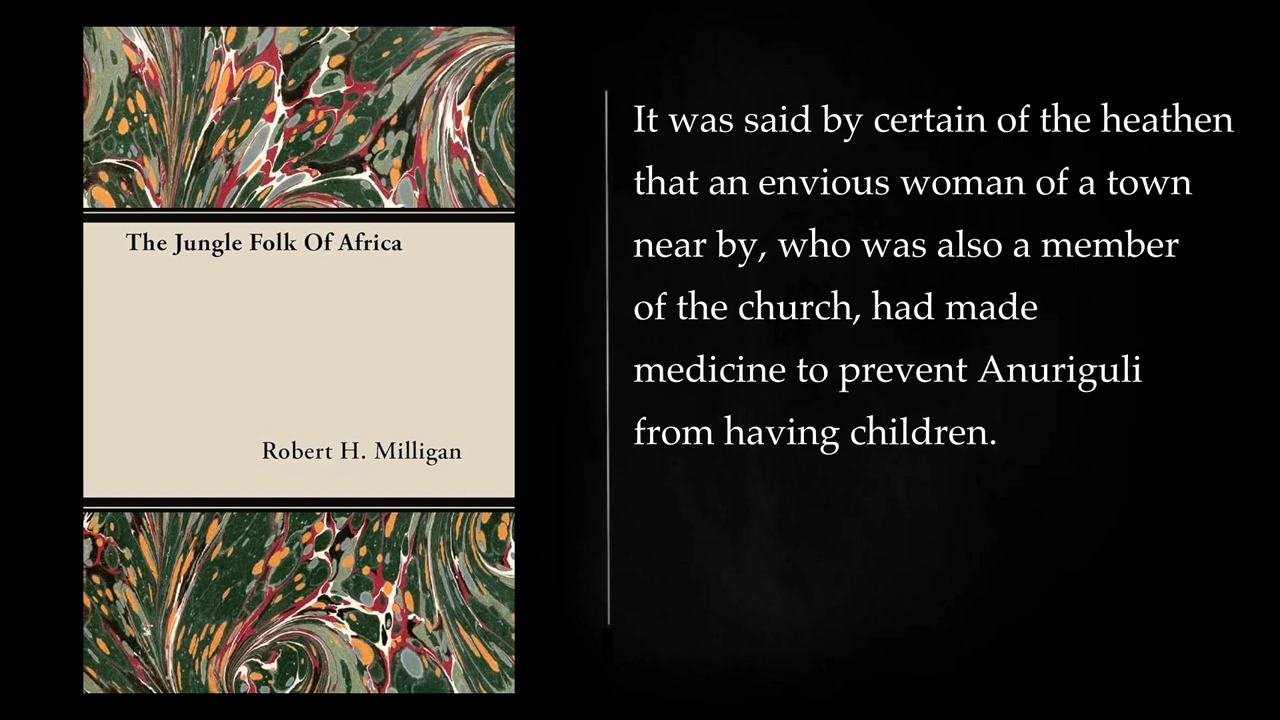 The Jungle Folk Of Africa
Robert H. Milligan
It was said by certain of the heathen
that an envious woman of a town
near by, who was also a member
of the church, had made
medicine to prevent Anuriguli
from having children.